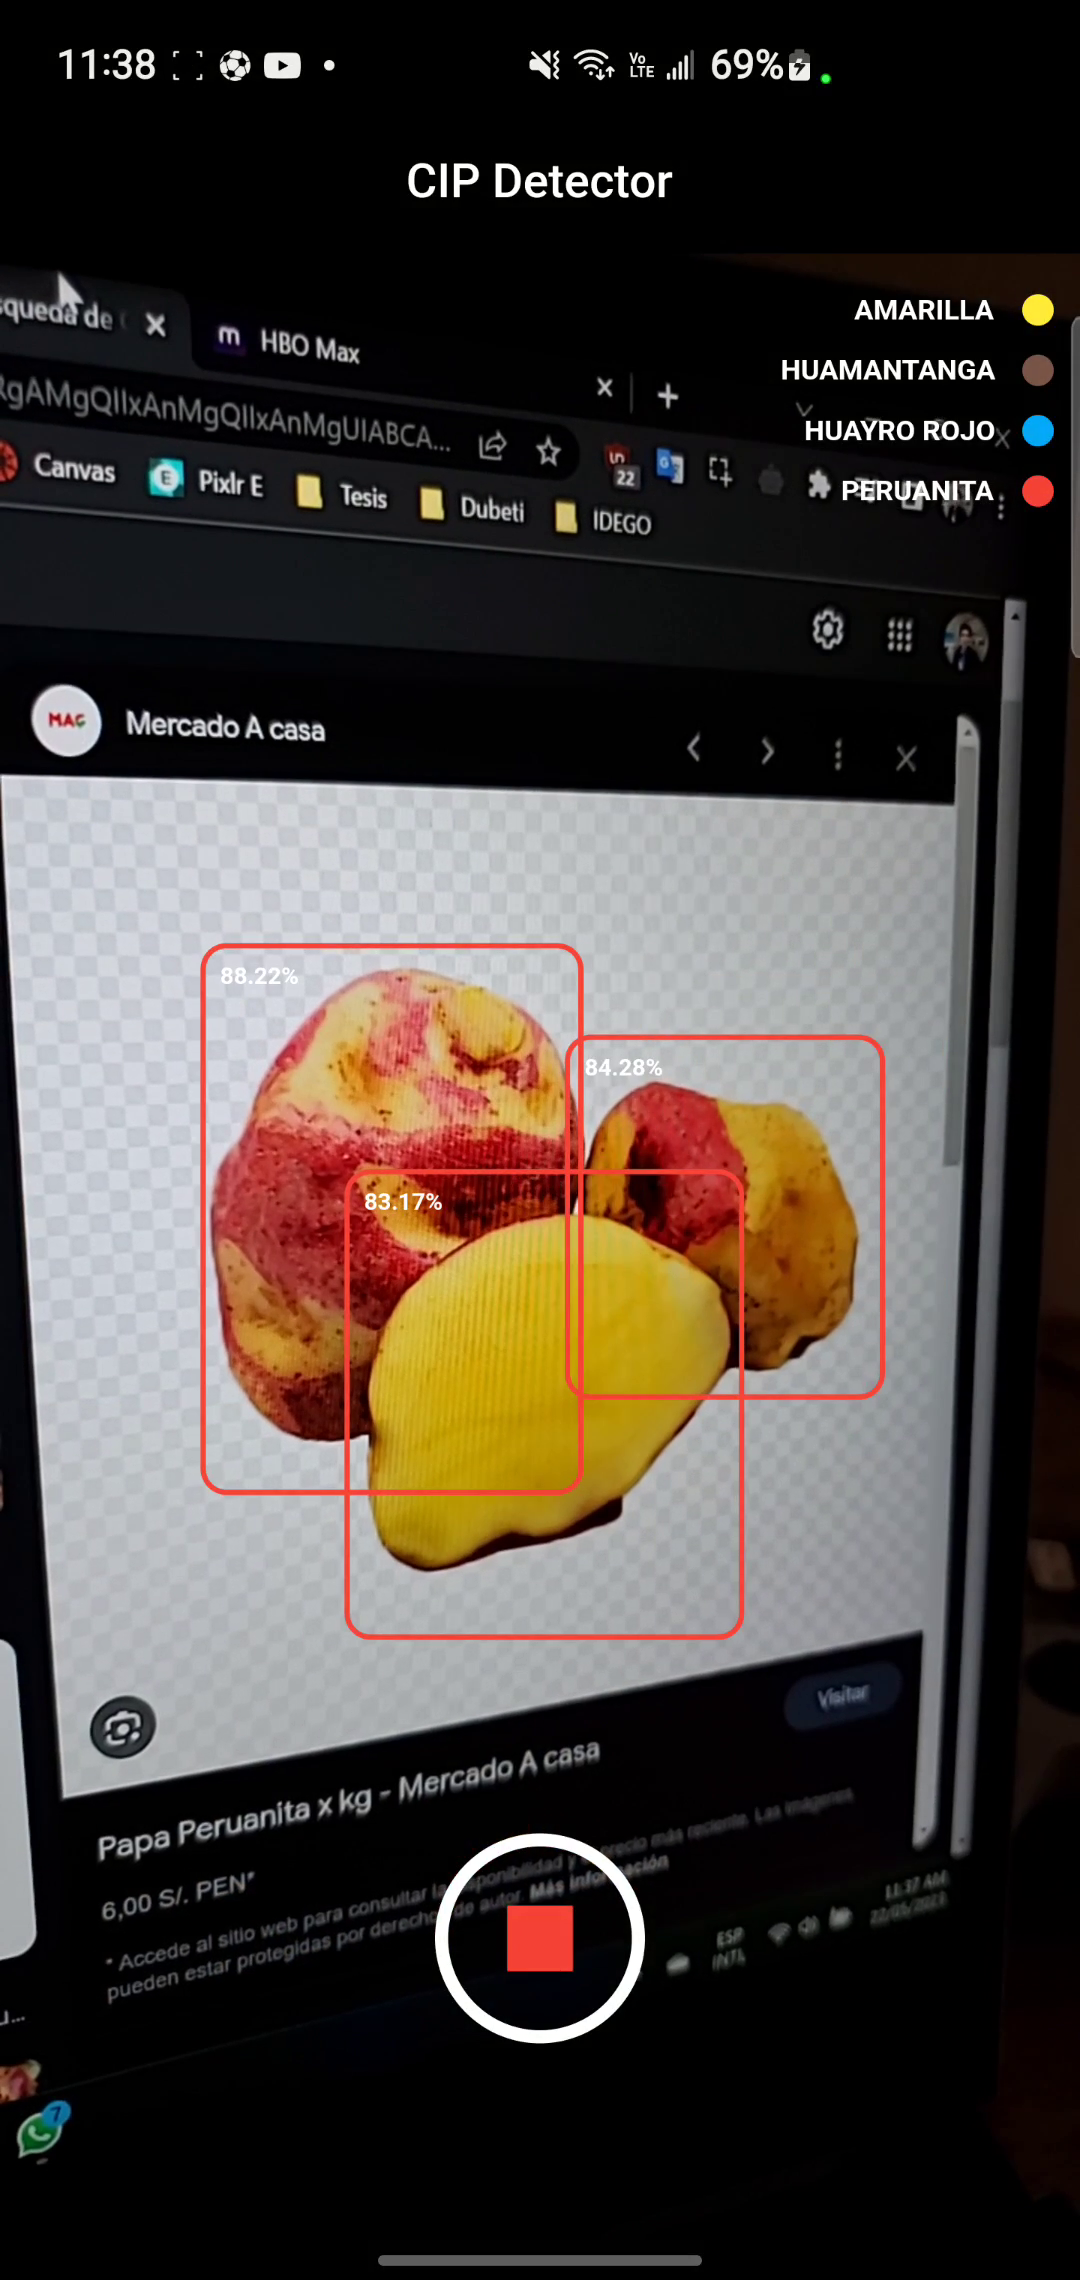 11:38
Vo
LTE
69%
CIP Detector
squeda de
HBO Max
AMARILLA
HUAMANTANGA
HUAYRO ROJO
PERUANITA
RgAMgQIIxAnMgQIIxAnMgUIABCA...
22
Canvas
E
Pixlr E
Tesis
Dubeti
IDEGO
MAC
Mercado A casa
88.22%
84.28%
83.17%
Visitar
Papa Peruanita x kg - Mercado A casa
6,00 S/. PEN*
* Accede al sitio web para consultar la disponibilidad y precio más reciente. Las imágenes
pueden estar protegidas por derechos de autor. Más información
ESP
INTL
11:37 AM
22/05/2023
7